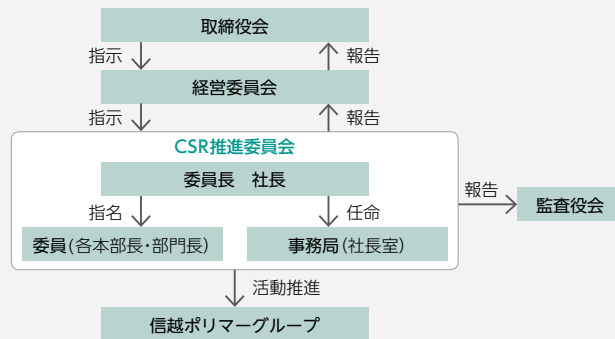 取締役会
指示
報告
経営委員会
指示
報告
CSR推進委員会
委員長 社長
指名
任命
報告
監査役会
委員(各本部長・部門長)
事務局(社長室)
活動推進
信越ポリマーグループ